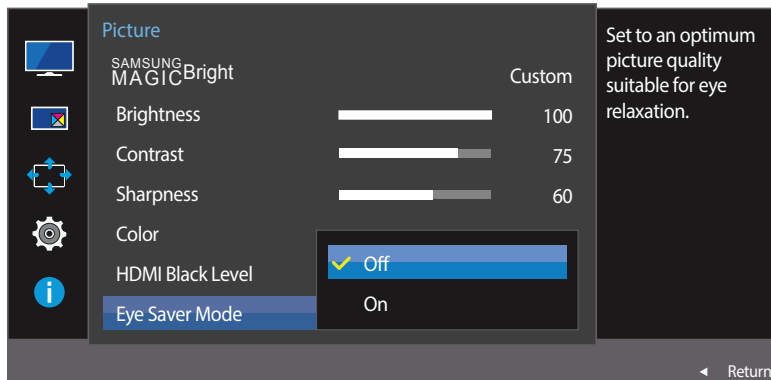 Picture
SAMSUNG
MAGICBright Custom
Brightness 100
Contrast 75
Sharpness 60
Color
HDMI Black Level
Eye Saver Mode
Off
On
Set to an optimum
picture quality
suitable for eye
relaxation.
Return